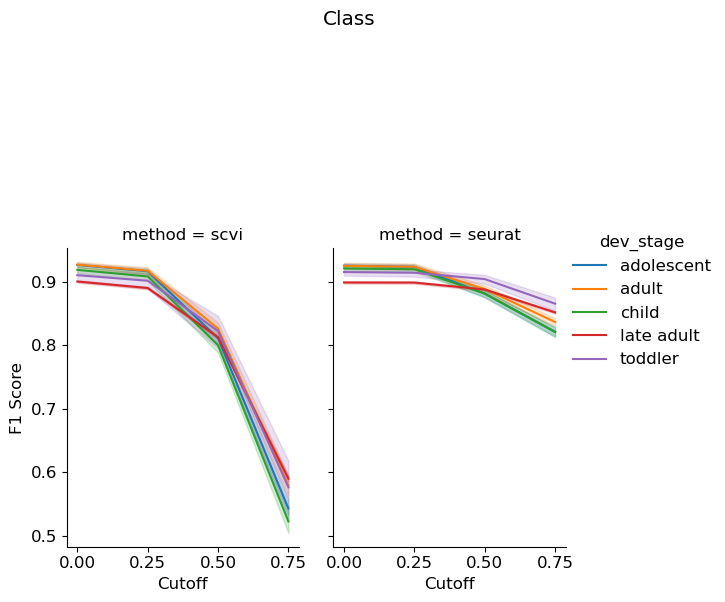 Class
method = scvi
method = seurat
dev_stage
adolescent
adult
child
late adult
toddler
F1 Score
0.9
0.8
0.7
0.6
0.5
0.00 0.25 0.50 0.75
0.00 0.25 0.50 0.75
Cutoff
Cutoff